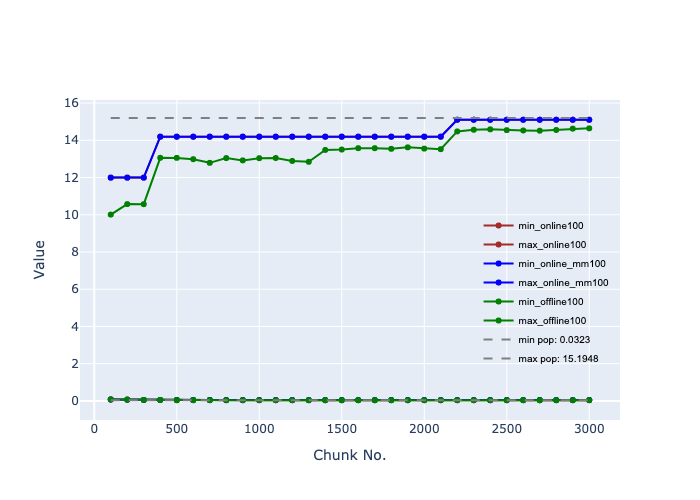 16
14
12
10
8
6
4
2
0
Value
min_online100
max_online100
min_online_mm100
max_online_mm100
min_offline100
max_offline100
min pop: 0.0323
max pop: 15.1948
0 500 1000 1500 2000 2500 3000
Chunk No.